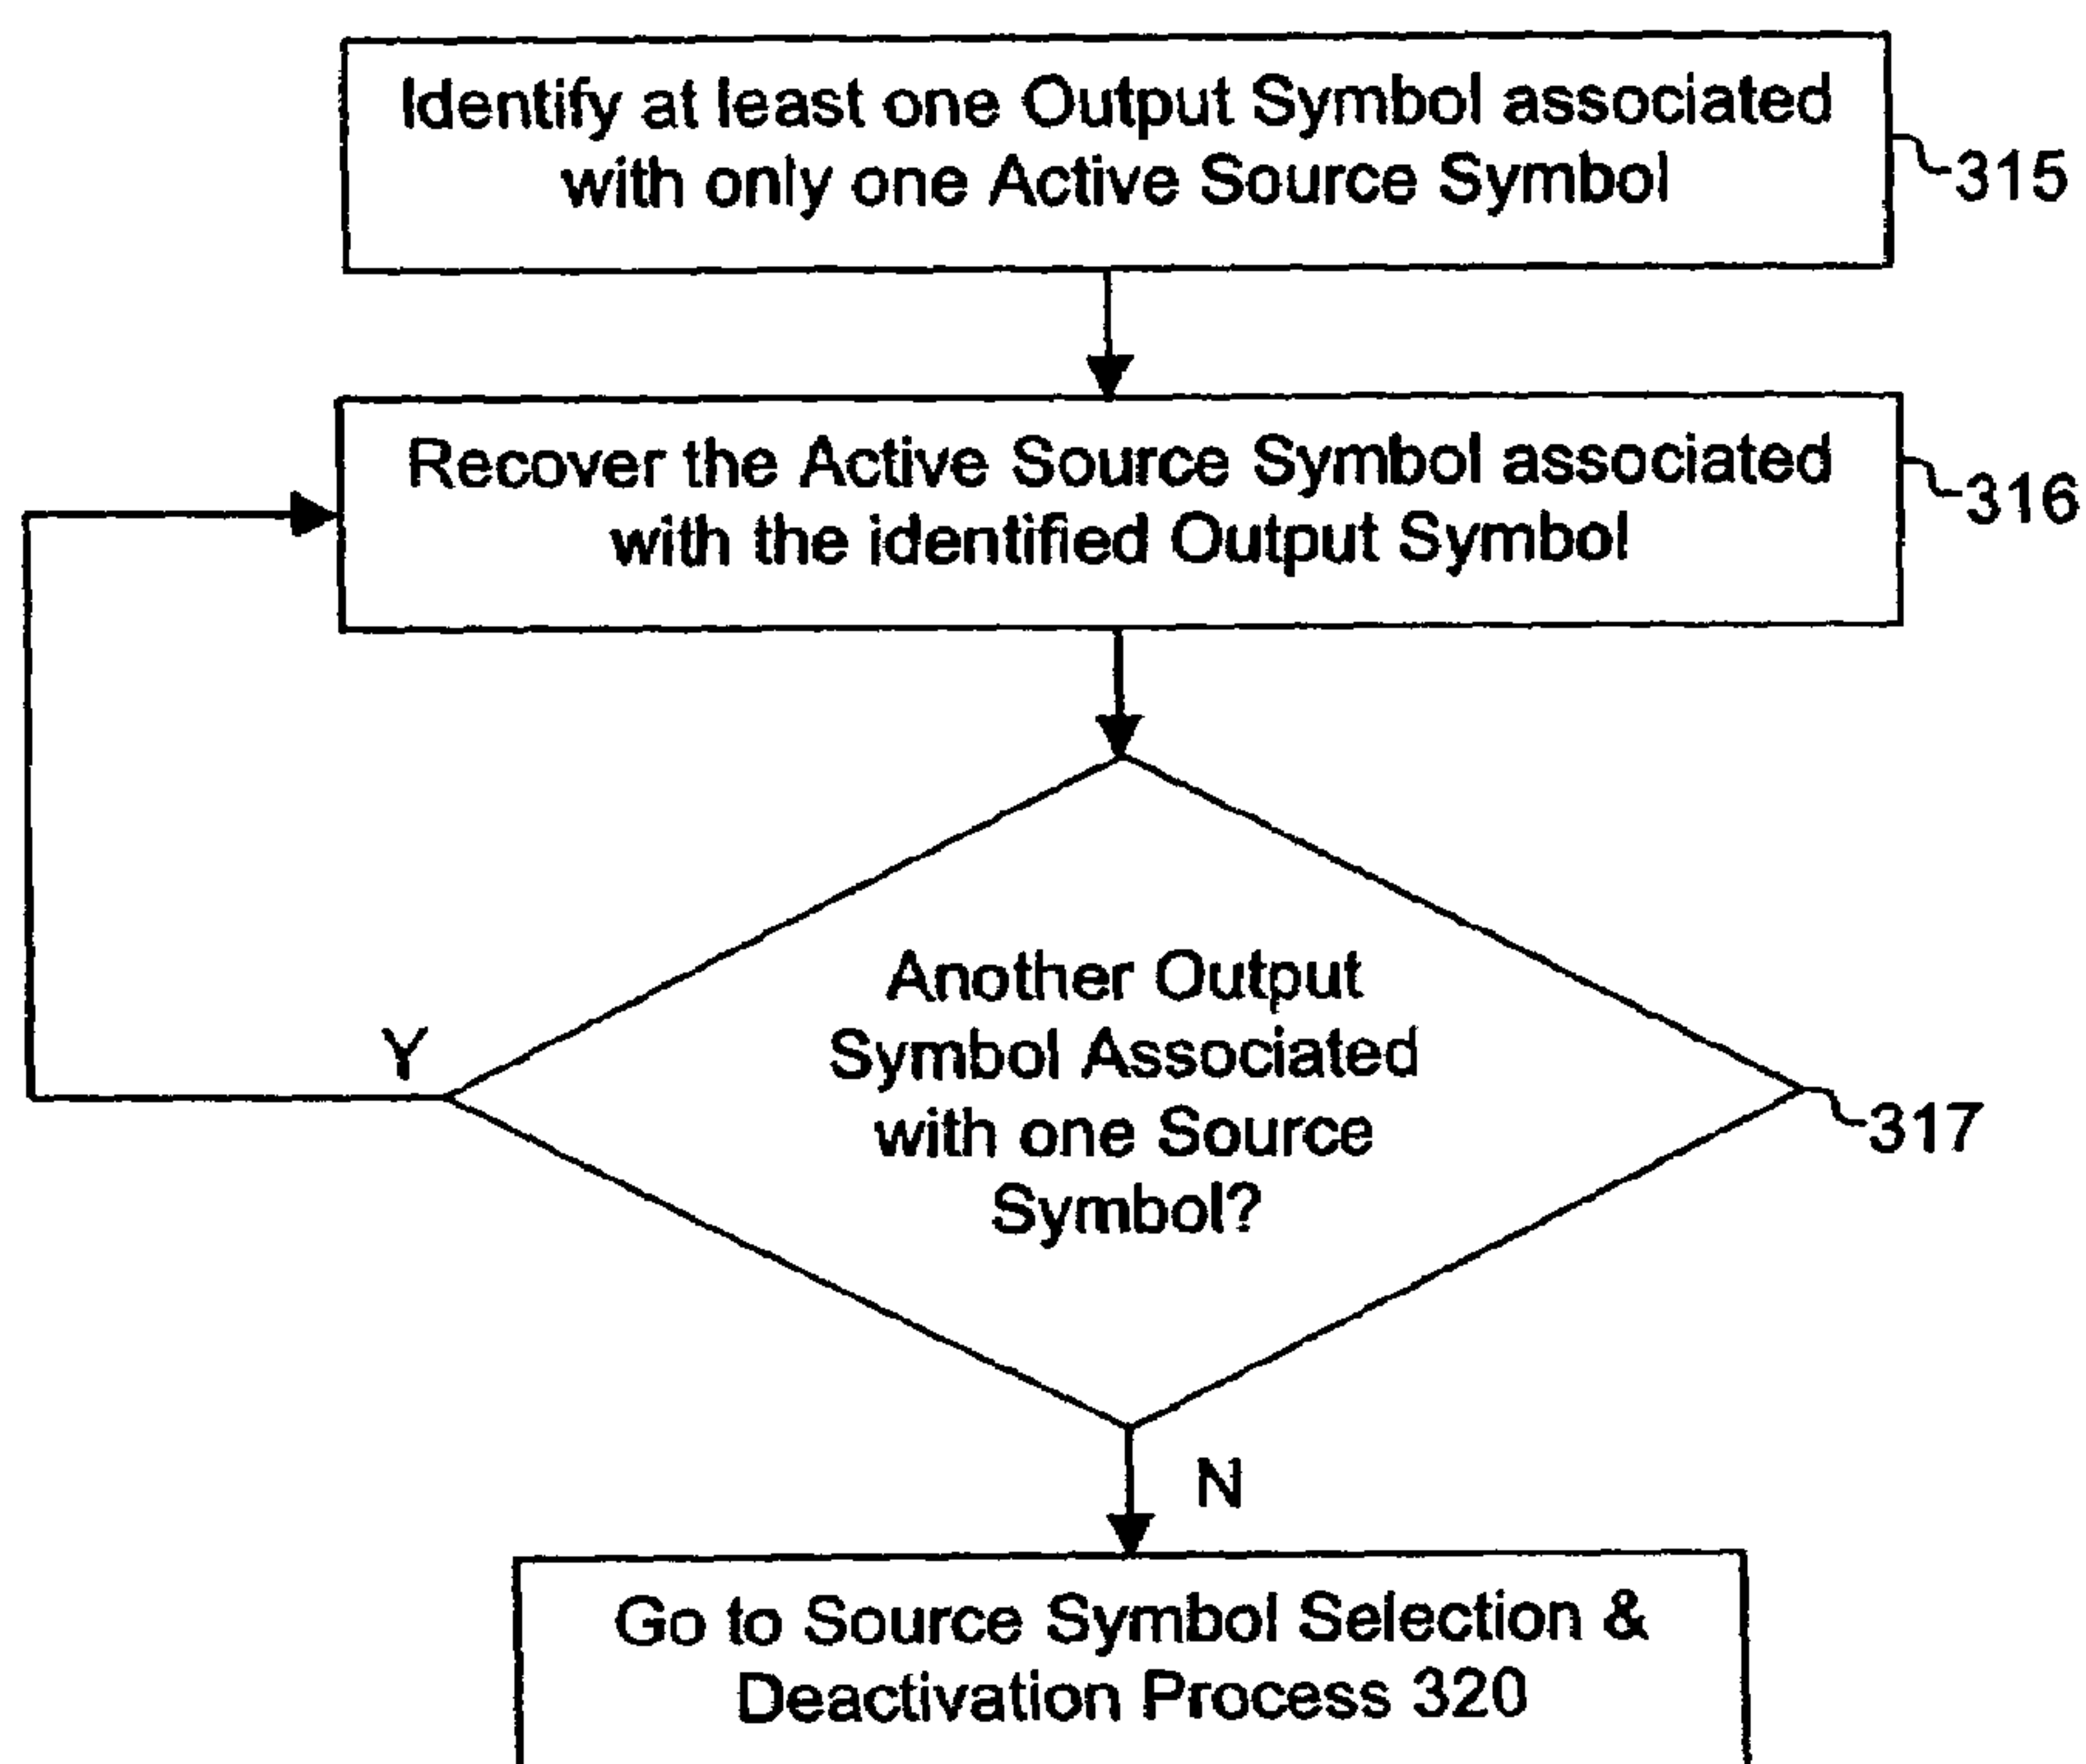 Identify at least one Output Symbol associated
with only one Active Source Symbol
315
Recover the Active Source Symbol associated
with the identified Output Symbol
316
Another Output
Symbol Associated
with one Source
Symbol?
Y
317
N
Go to Source Symbol Selection &
Deactivation Process 320